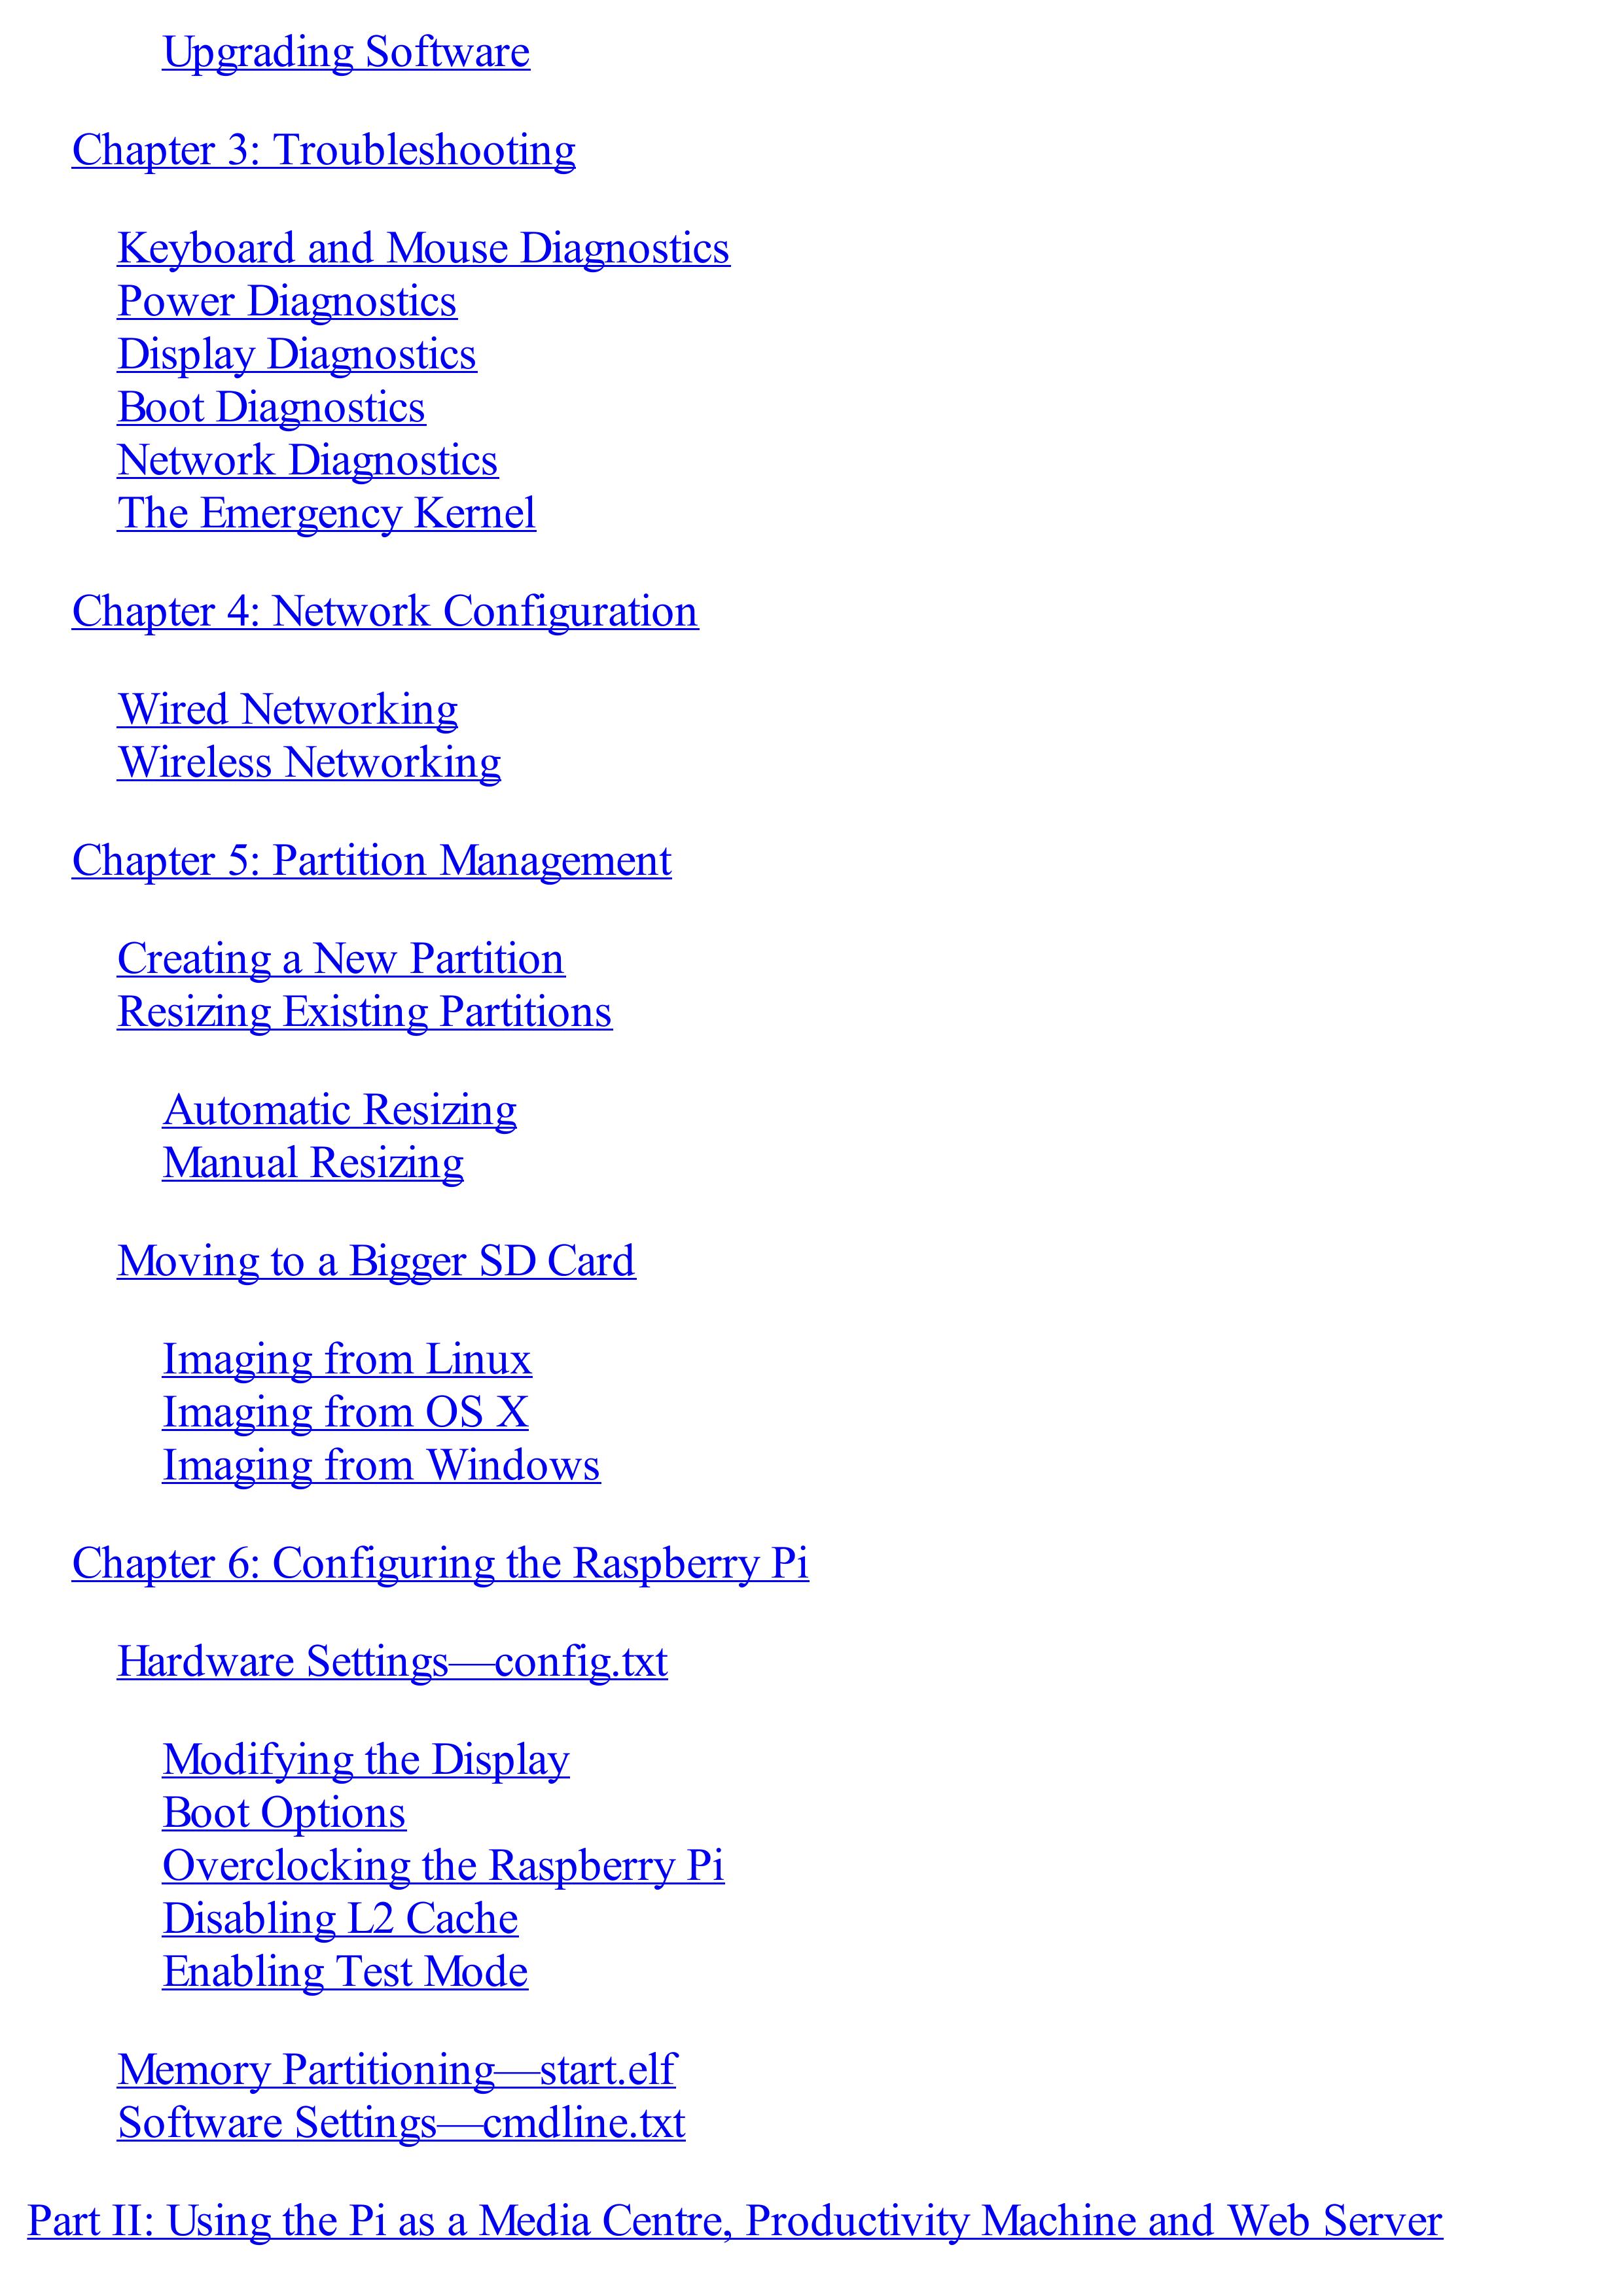 Upgrading Software
Chapter 3: Troubleshooting
Keyboard and Mouse Diagnostics
Power Diagnostics
Display Diagnostics
Boot Diagnostics
Network Diagnostics
The Emergency Kernel
Chapter 4: Network Configuration
Wired Networking
Wireless Networking
Chapter 5: Partition Management
Creating a New Partition
Resizing Existing Partitions
Automatic Resizing
Manual Resizing
Moving to a Bigger SD Card
Imaging from Linux
Imaging from OS X
Imaging from Windows
Chapter 6: Configuring the Raspberry Pi
Hardware Settings—config.txt
Modifying the Display
Boot Options
Overclocking the Raspberry Pi
Disabling L2 Cache
Enabling Test Mode
Memory Partitioning—start.elf
Software Settings—cmdline.txt
Part II: Using the Pi as a Media Centre, Productivity Machine and Web Server